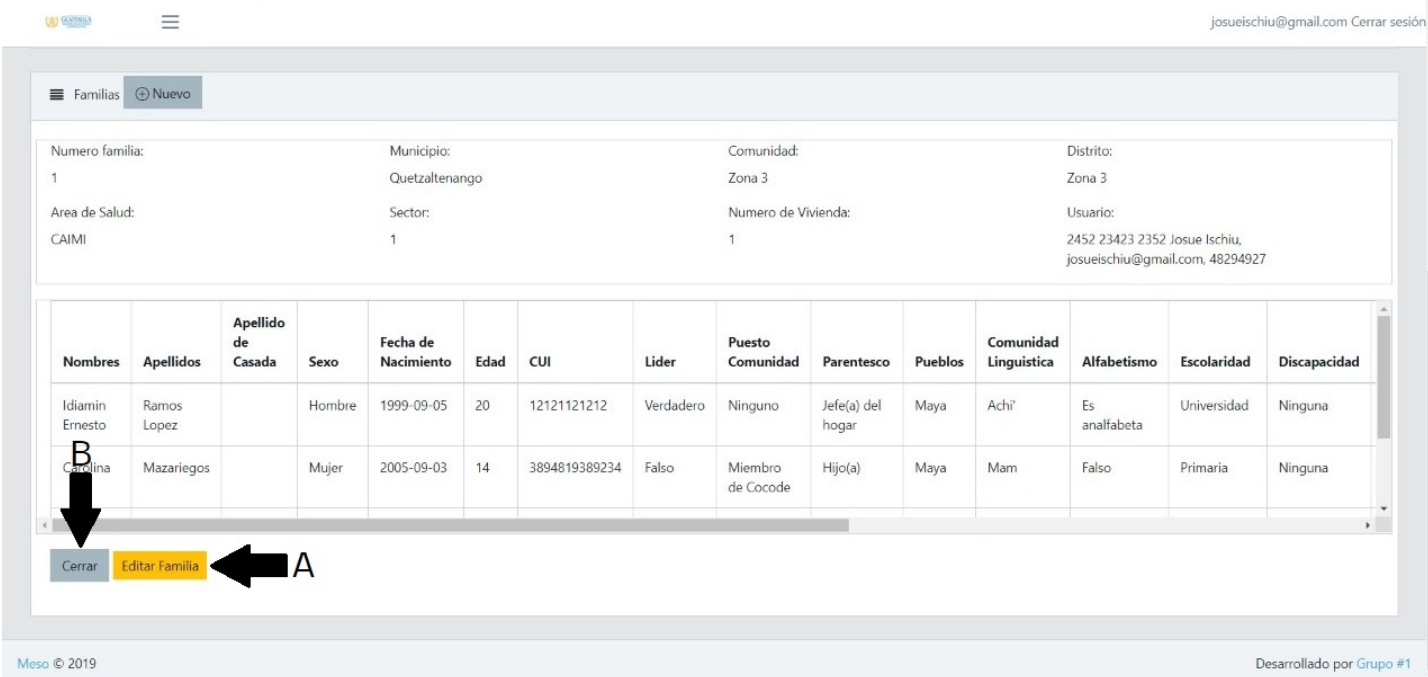 GUATEMALA
josueischiu@gmail.com Cerrar sesión
Familias Nuevo
Numero familia: Municipio: Comunidad: Distrito:
1 Quetzaltenango Zona 3 Zona 3
Area de Salud: Sector: Numero de Vivienda: Usuario:
CAIMI 1 1 2452 23423 2352 Josue Ischiu,
josueischiu@gmail.com, 48294927
Apellido
de Fecha de Puesto Comunidad
Nombres Apellidos Casada Sexo Nacimiento Edad CUI Lider Comunidad Parentesco Pueblos Linguistica Alfabetismo Escolaridad Discapacidad
Idiamin Ramos Hombre 1999-09-05 20 12121121212 Verdadero Ninguno Jefe(a) del Maya Achi' Es Universidad Ninguna
Ernesto Lopez hogar analfabeta
B
Carolina Mazariegos Mujer 2005-09-03 14 3894819389234 Falso Miembro Hijo(a) Maya Mam Falso Primaria Ninguna
de Cocode
Cerrar Editar Familia A
Meso © 2019 Desarrollado por Grupo #1